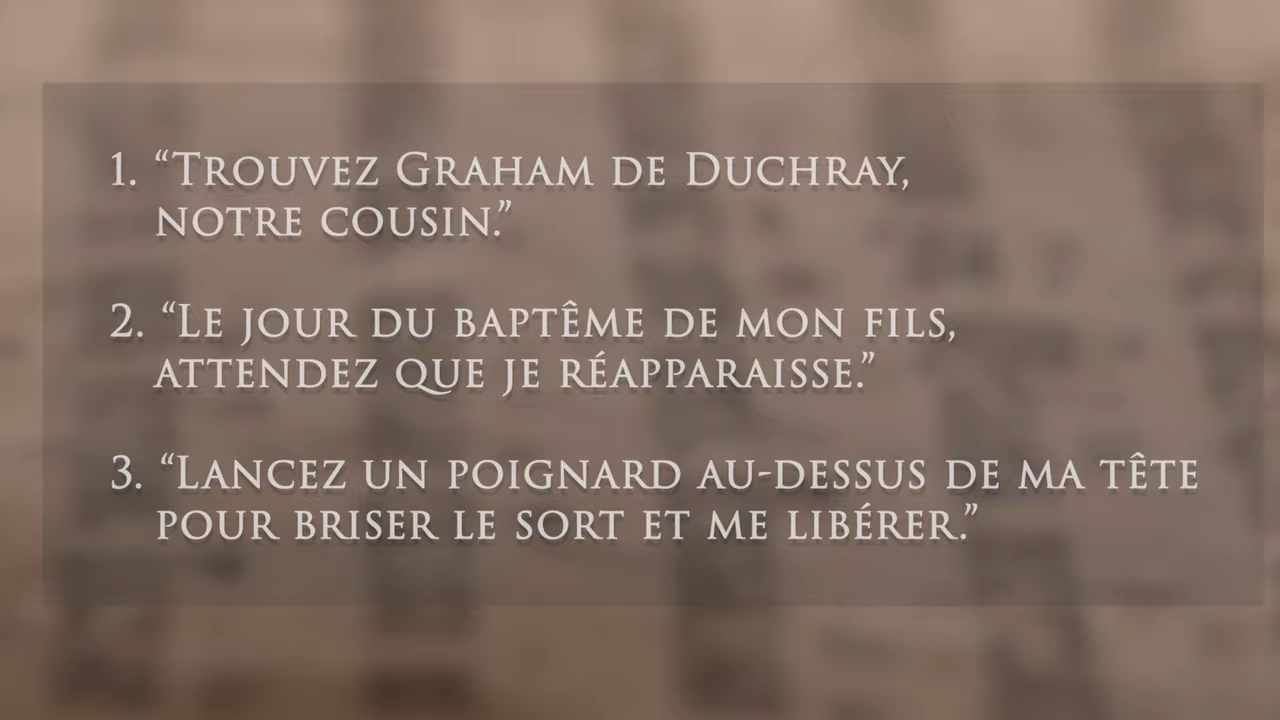 1. “Trouvez Graham de Duchray,
notre cousin.”
2. “Le jour du baptême de mon fils,
attendez que je réapparaisse.”
3. “Lancez un poignard au-dessus de ma tête
pour briser le sort et me libérer.”